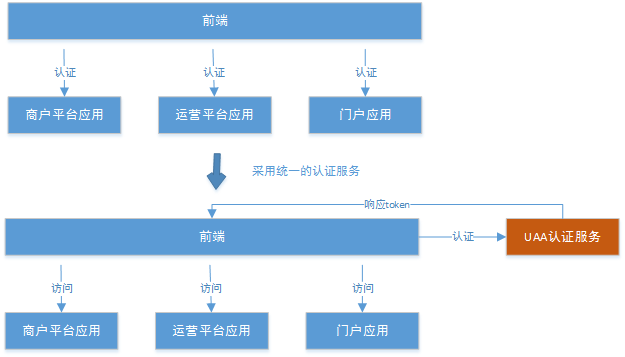 前端
认证
认证
认证
商户平台应用
运营平台应用
门户应用
采用统一的认证服务
响应token
前端
认证
UAA认证服务
访问
访问
访问
商户平台应用
运营平台应用
门户应用